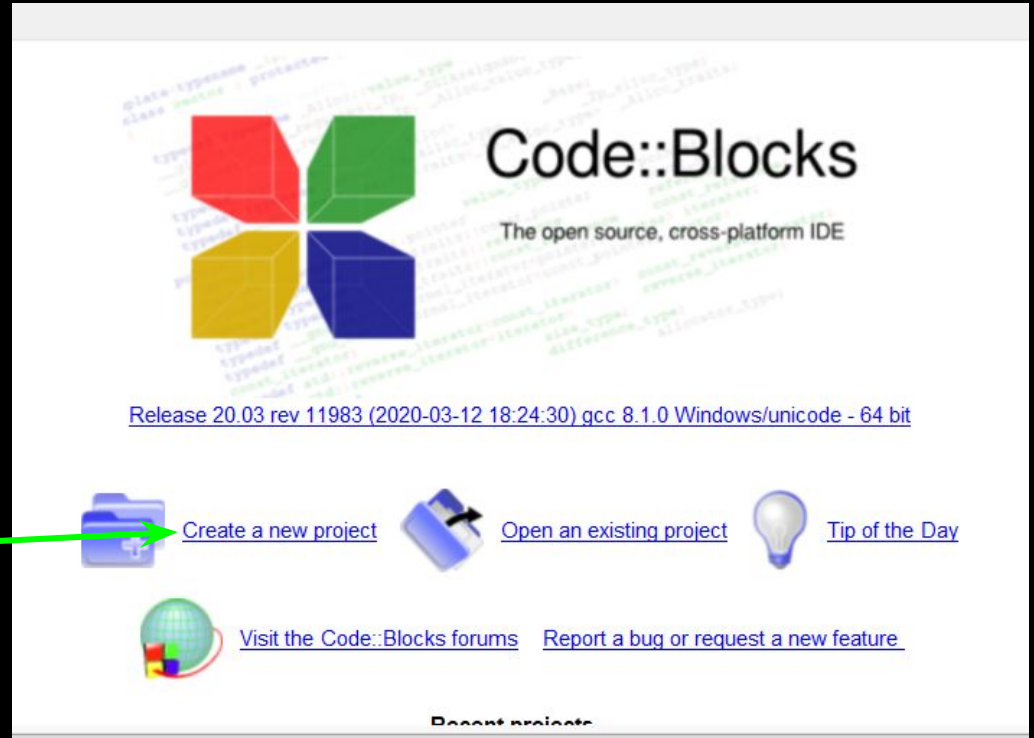 Code::Blocks
The open source, cross-platform IDE
Release 20.03 rev 11983 (2020-03-12 18:24:30) gcc 8.1.0 Windows/unicode - 64 bit
Create a new project Open an existing project Tip of the Day
Visit the Code::Blocks forums Report a bug or request a new feature
Recent projects